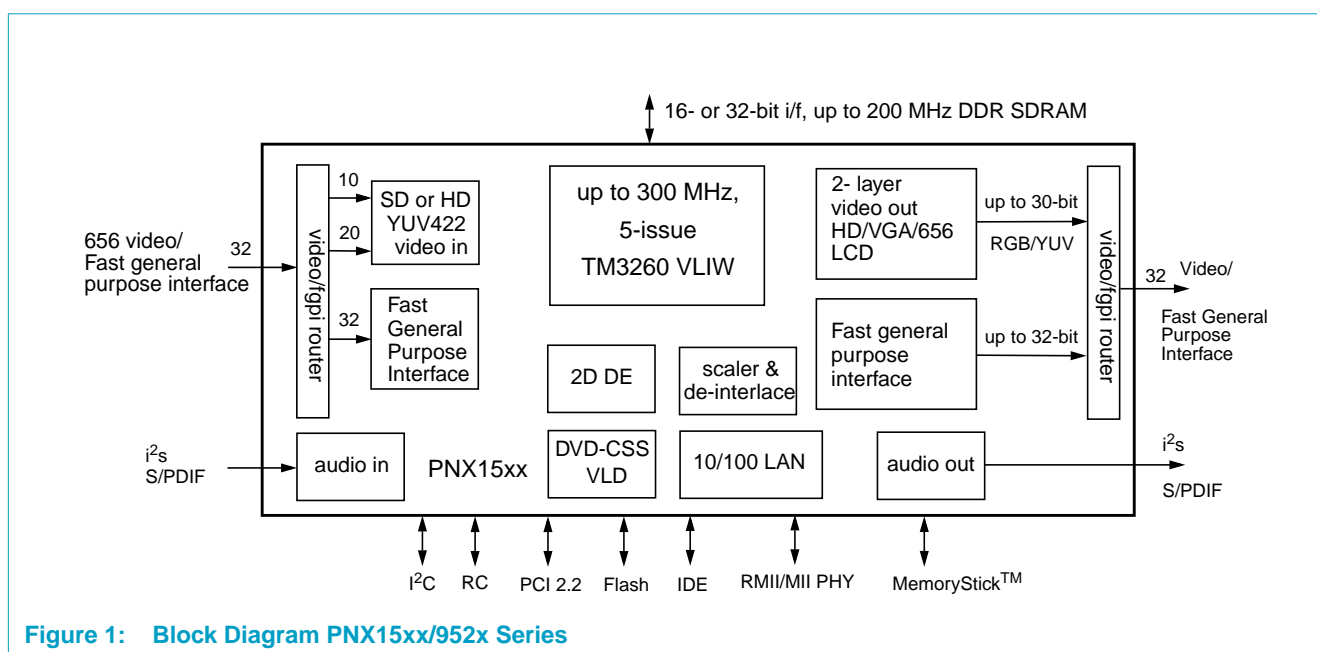 16- or 32-bit i/f, up to 200 MHz DDR SDRAM
656 video/
Fast general
purpose interface
32
video/fgpi router
10
20
SD or HD
YUV422
video in
32
Fast
General
Purpose
Interface
up to 300 MHz,
5-issue
TM3260 VLIW
2- layer
video out
HD/VGA/656
LCD
up to 30-bit
RGB/YUV
Fast general
purpose
interface
up to 32-bit
video/fgpi router
32
Video/
Fast General
Purpose
Interface
2D DE
scaler &
de-interlace
i²s
S/PDIF
audio in
PNX15xx
DVD-CSS
VLD
10/100 LAN
audio out
i²s
S/PDIF
I²C
RC
PCI 2.2
Flash
IDE
RMII/MII PHY
MemoryStick™
Figure 1: Block Diagram PNX15xx/952x Series